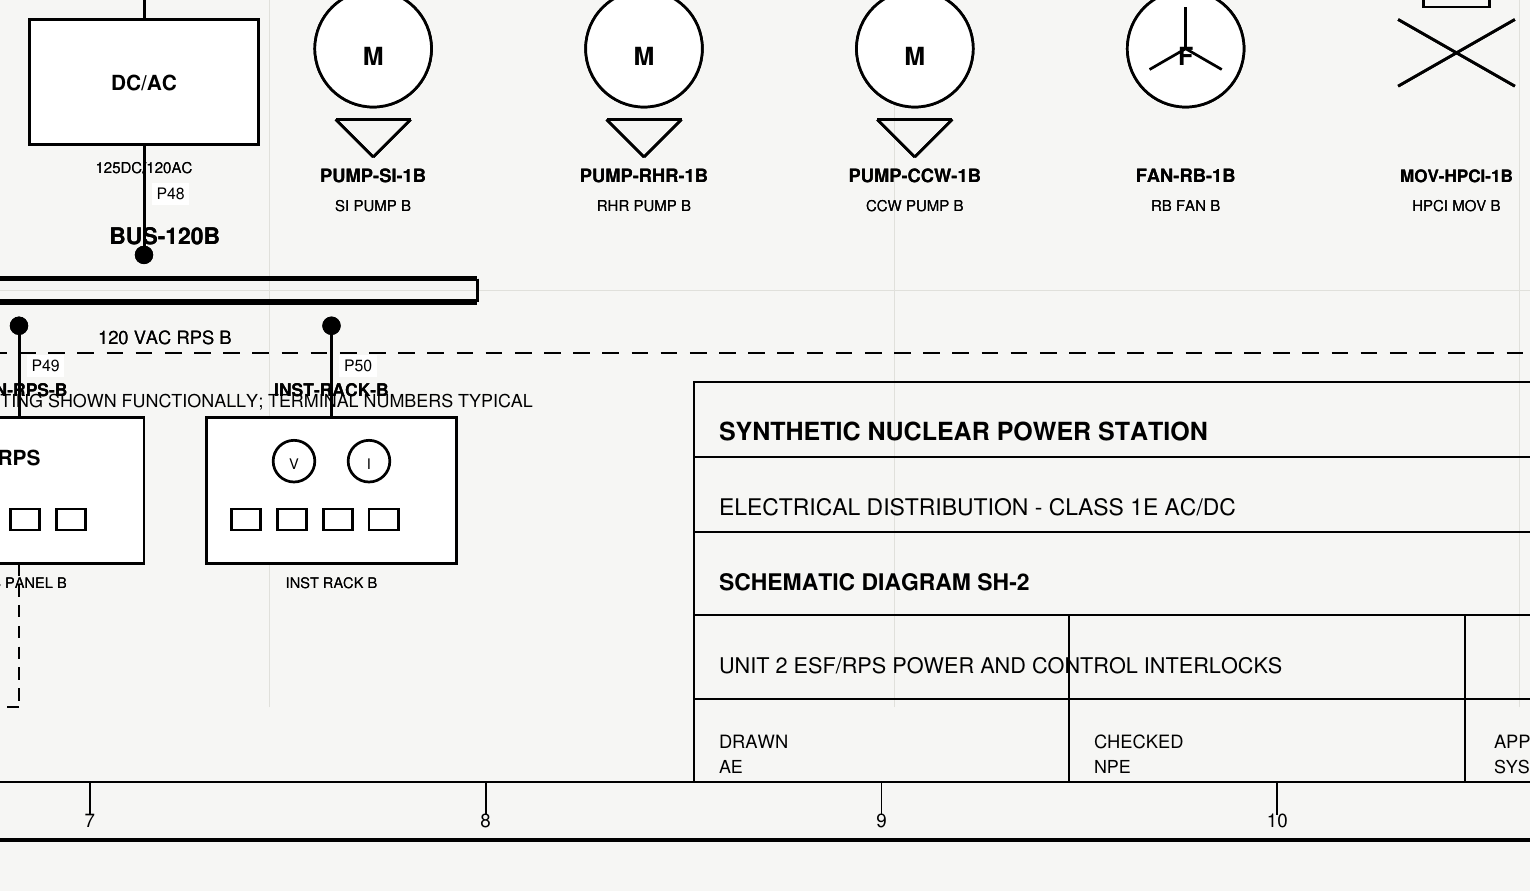 DC/AC
M
M
M
F
125DC/120AC
P48
PUMP-SI-1B
PUMP-RHR-1B
PUMP-CCW-1B
FAN-RB-1B
MOV-HPCI-1B
SI PUMP B
RHR PUMP B
CCW PUMP B
RB FAN B
HPCI MOV B
BUS-120B
120 VAC RPS B
P49
P50
N-RPS-B
INST-RACK-B
TING SHOWN FUNCTIONALLY; TERMINAL NUMBERS TYPICAL
RPS
V
I
PANEL B
INST RACK B
SYNTHETIC NUCLEAR POWER STATION
ELECTRICAL DISTRIBUTION - CLASS 1E AC/DC
SCHEMATIC DIAGRAM SH-2
UNIT 2 ESF/RPS POWER AND CONTROL INTERLOCKS
DRAWN
AE
CHECKED
NPE
APP
SYS
7
8
9
10